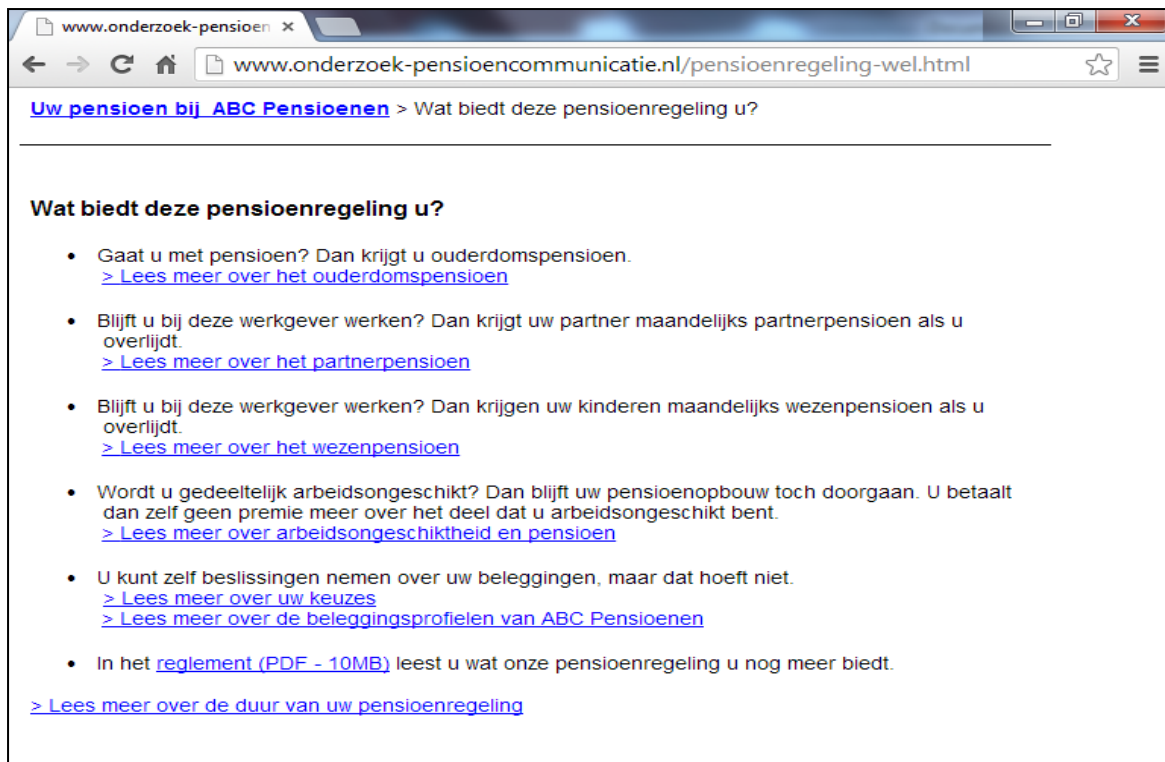 www.onderzoek-pensioen
www.onderzoek-pensioencommunicatie.nl/pensioenregeling-wel.html
Uw pensioen bij ABC Pensioenen > Wat biedt deze pensioenregeling u?
Wat biedt deze pensioenregeling u?
• Gaat u met pensioen? Dan krijgt u ouderdomspensioen.
> Lees meer over het ouderdomspensioen
• Blijft u bij deze werkgever werken? Dan krijgt uw partner maandelijks partnerpensioen als u
overlijdt.
> Lees meer over het partnerpensioen
• Blijft u bij deze werkgever werken? Dan krijgen uw kinderen maandelijks wezenpensioen als u
overlijdt.
> Lees meer over het wezenpensioen
• Wordt u gedeeltelijk arbeidsongeschikt? Dan blijft uw pensioenopbouw toch doorgaan. U betaalt
dan zelf geen premie meer over het deel dat u arbeidsongeschikt bent.
> Lees meer over arbeidsongeschiktheid en pensioen
• U kunt zelf beslissingen nemen over uw beleggingen, maar dat hoeft niet.
> Lees meer over uw keuzes
> Lees meer over de beleggingsprofielen van ABC Pensioenen
• In het reglement (PDF - 10MB) leest u wat onze pensioenregeling u nog meer biedt.
> Lees meer over de duur van uw pensioenregeling